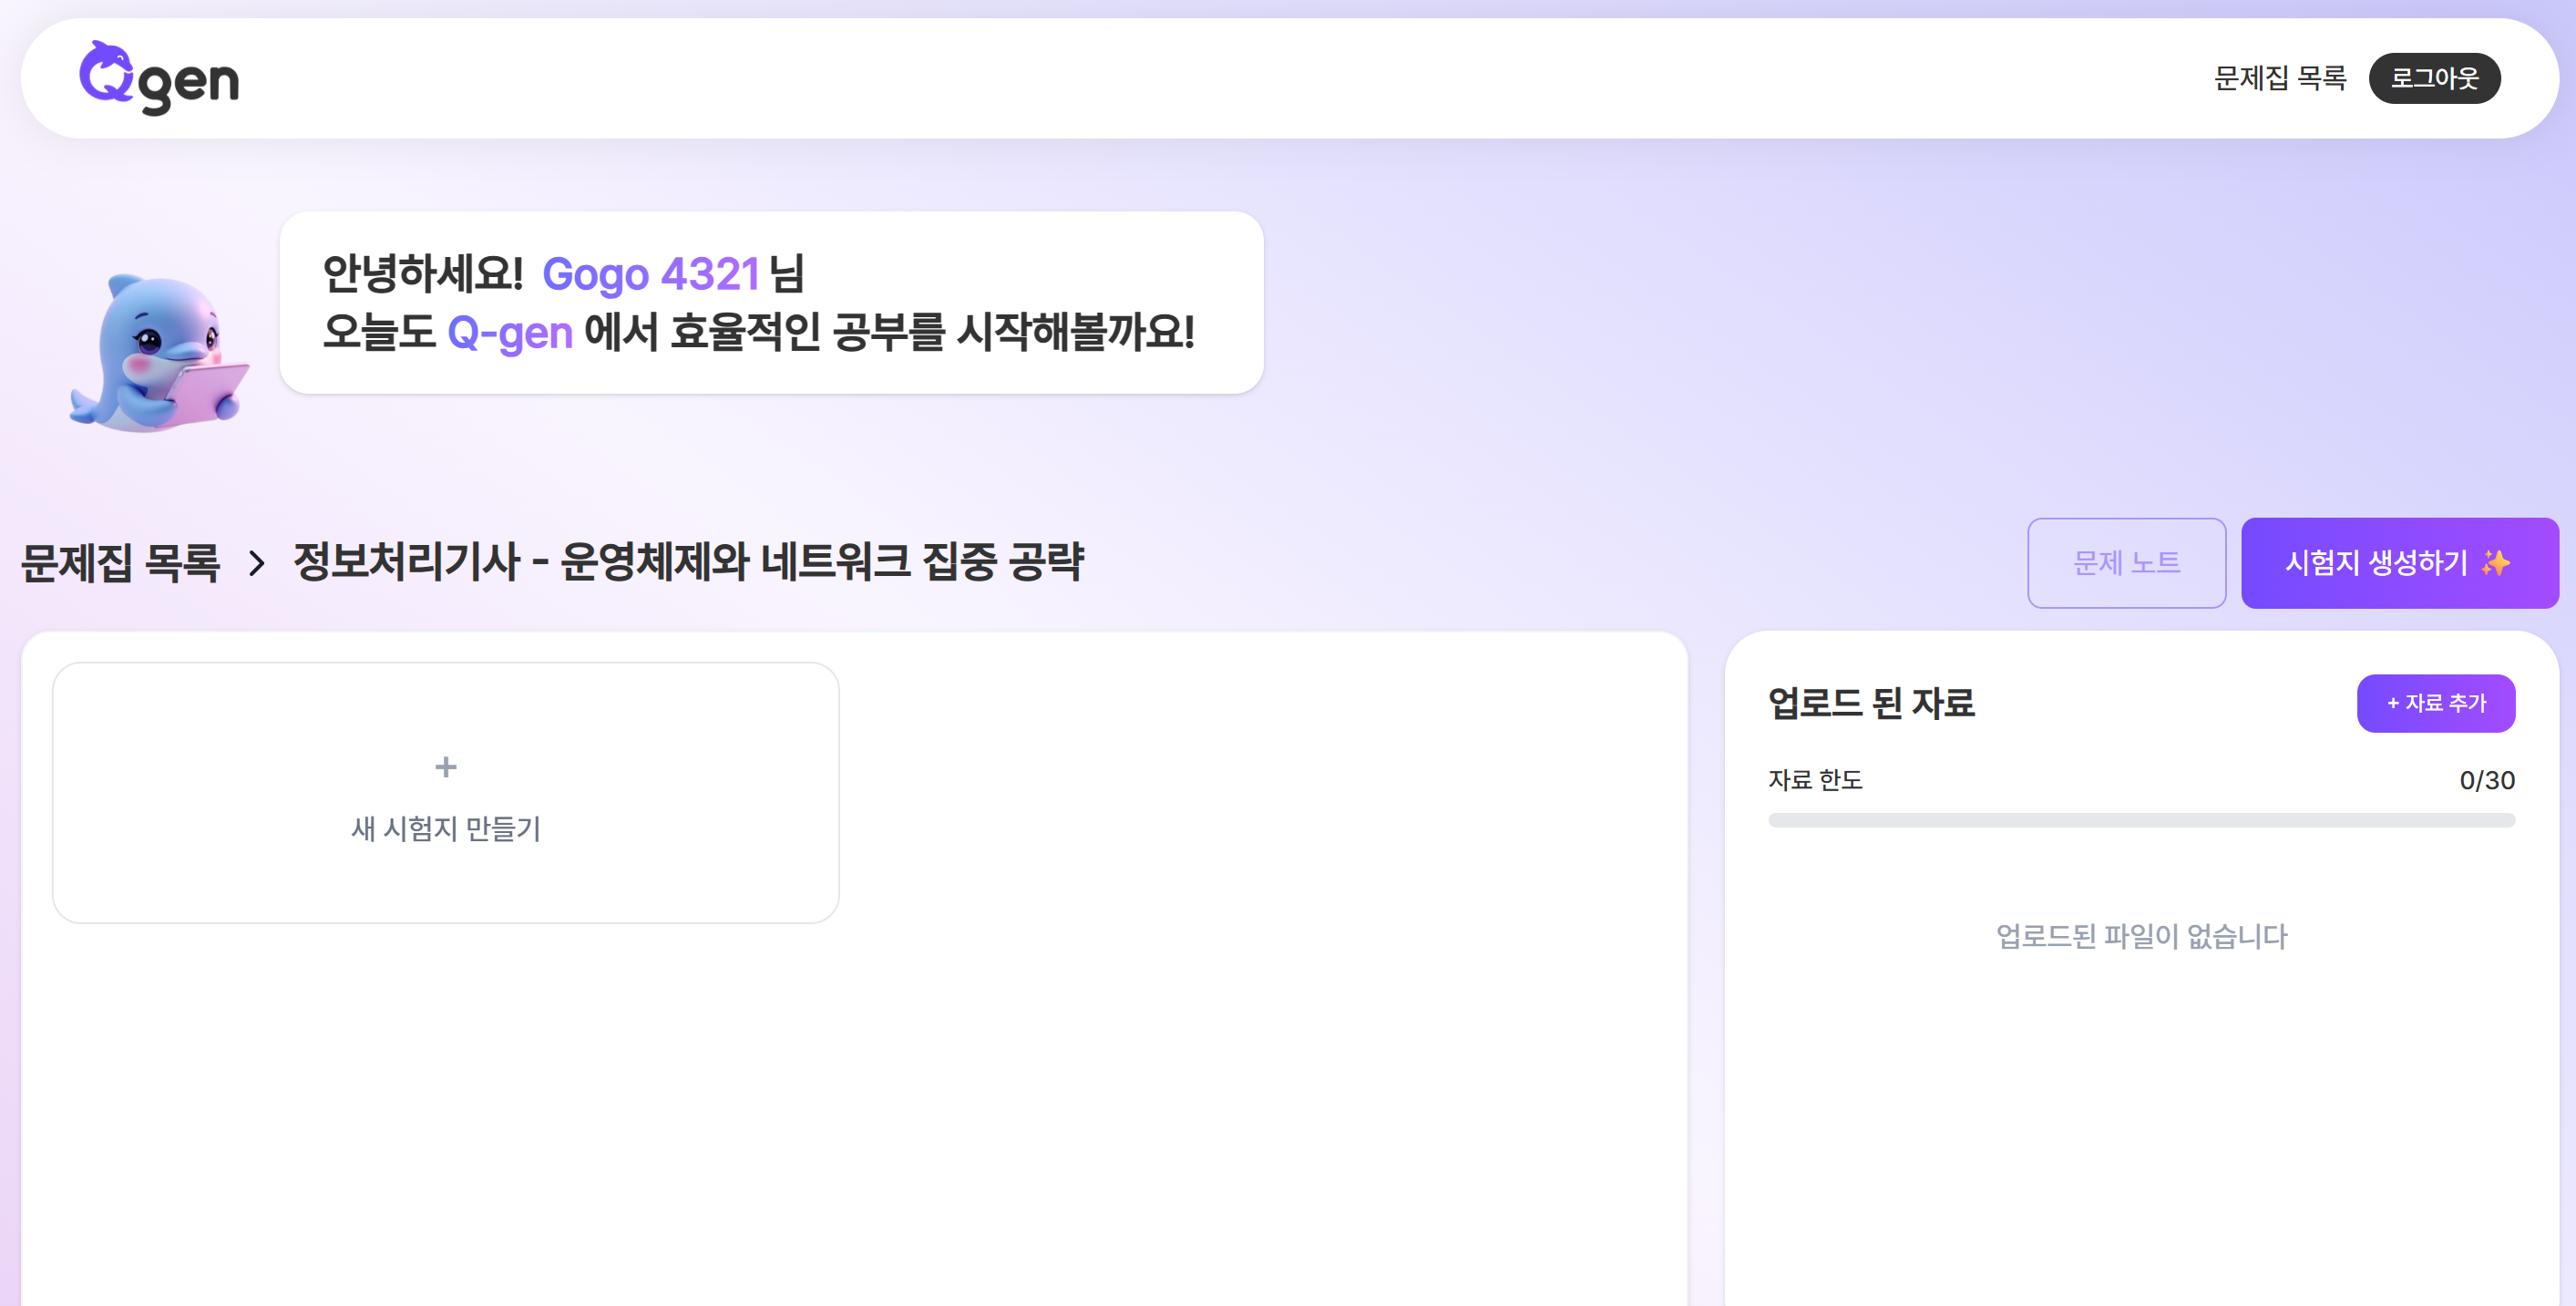 Qgen
문제집 목록
로그아웃
안녕하세요! Gogo 4321 님
오늘도 Q-gen 에서 효율적인 공부를 시작해볼까요!
문제집 목록 > 정보처리기사 - 운영체제와 네트워크 집중 공략
문제 노트
시험지 생성하기 ✨
+
새 시험지 만들기
업로드 된 자료
+ 자료 추가
자료 한도
0/30
업로드된 파일이 없습니다